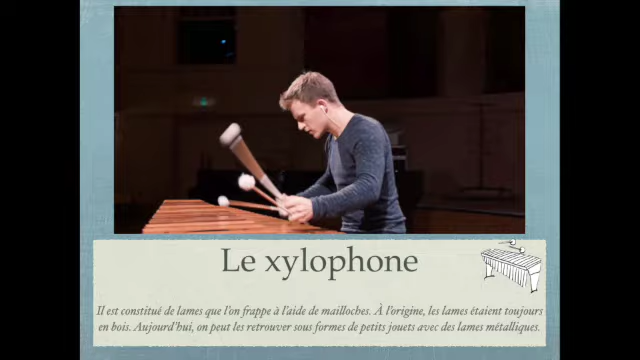 Le xylophone
Il est constitué de lames que l'on frappe à l'aide de mailloches. À l'origine, les lames étaient toujours
en bois. Aujourd'hui, on peut les retrouver sous formes de petits jouets avec des lames métalliques.